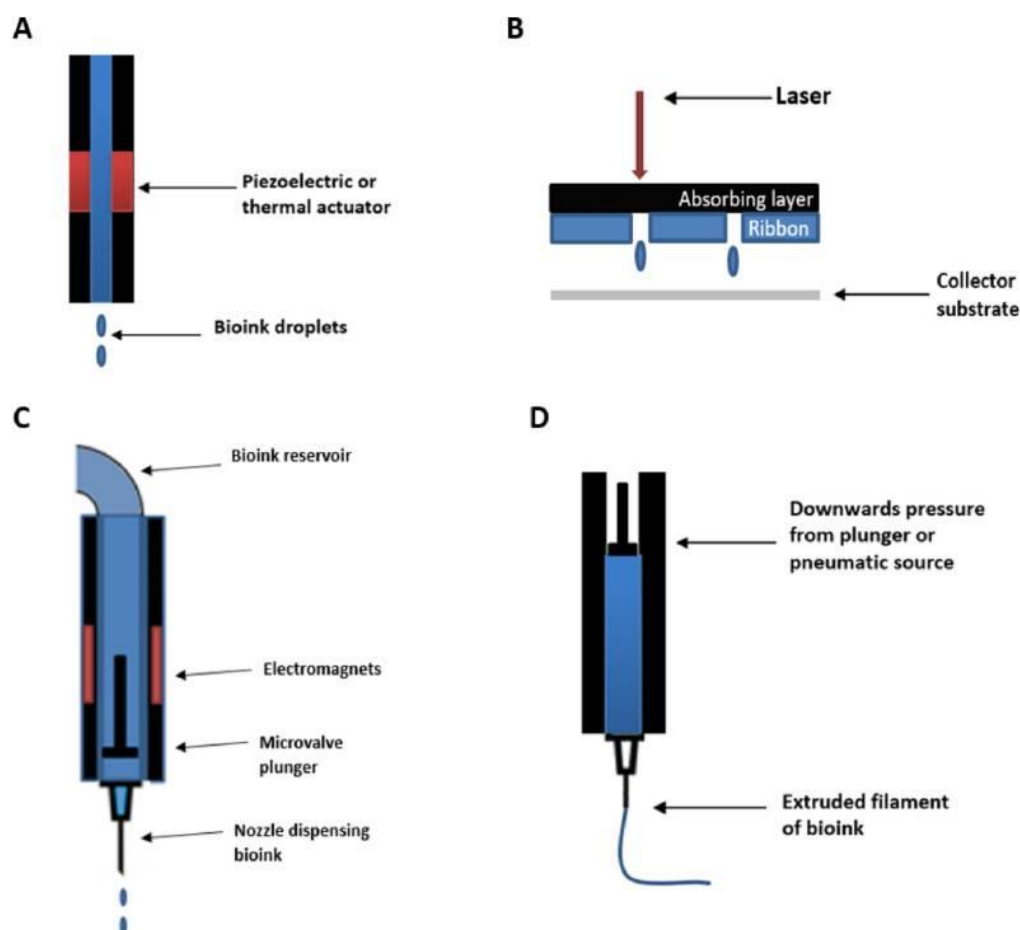 A
Piezoelectric or
thermal actuator
Bioink droplets
B
Laser
Absorbing layer
Ribbon
Collector
substrate
C
Bioink reservoir
Electromagnets
Microvalve
plunger
Nozzle dispensing
bioink
D
Downwards pressure
from plunger or
pneumatic source
Extruded filament
of bioink